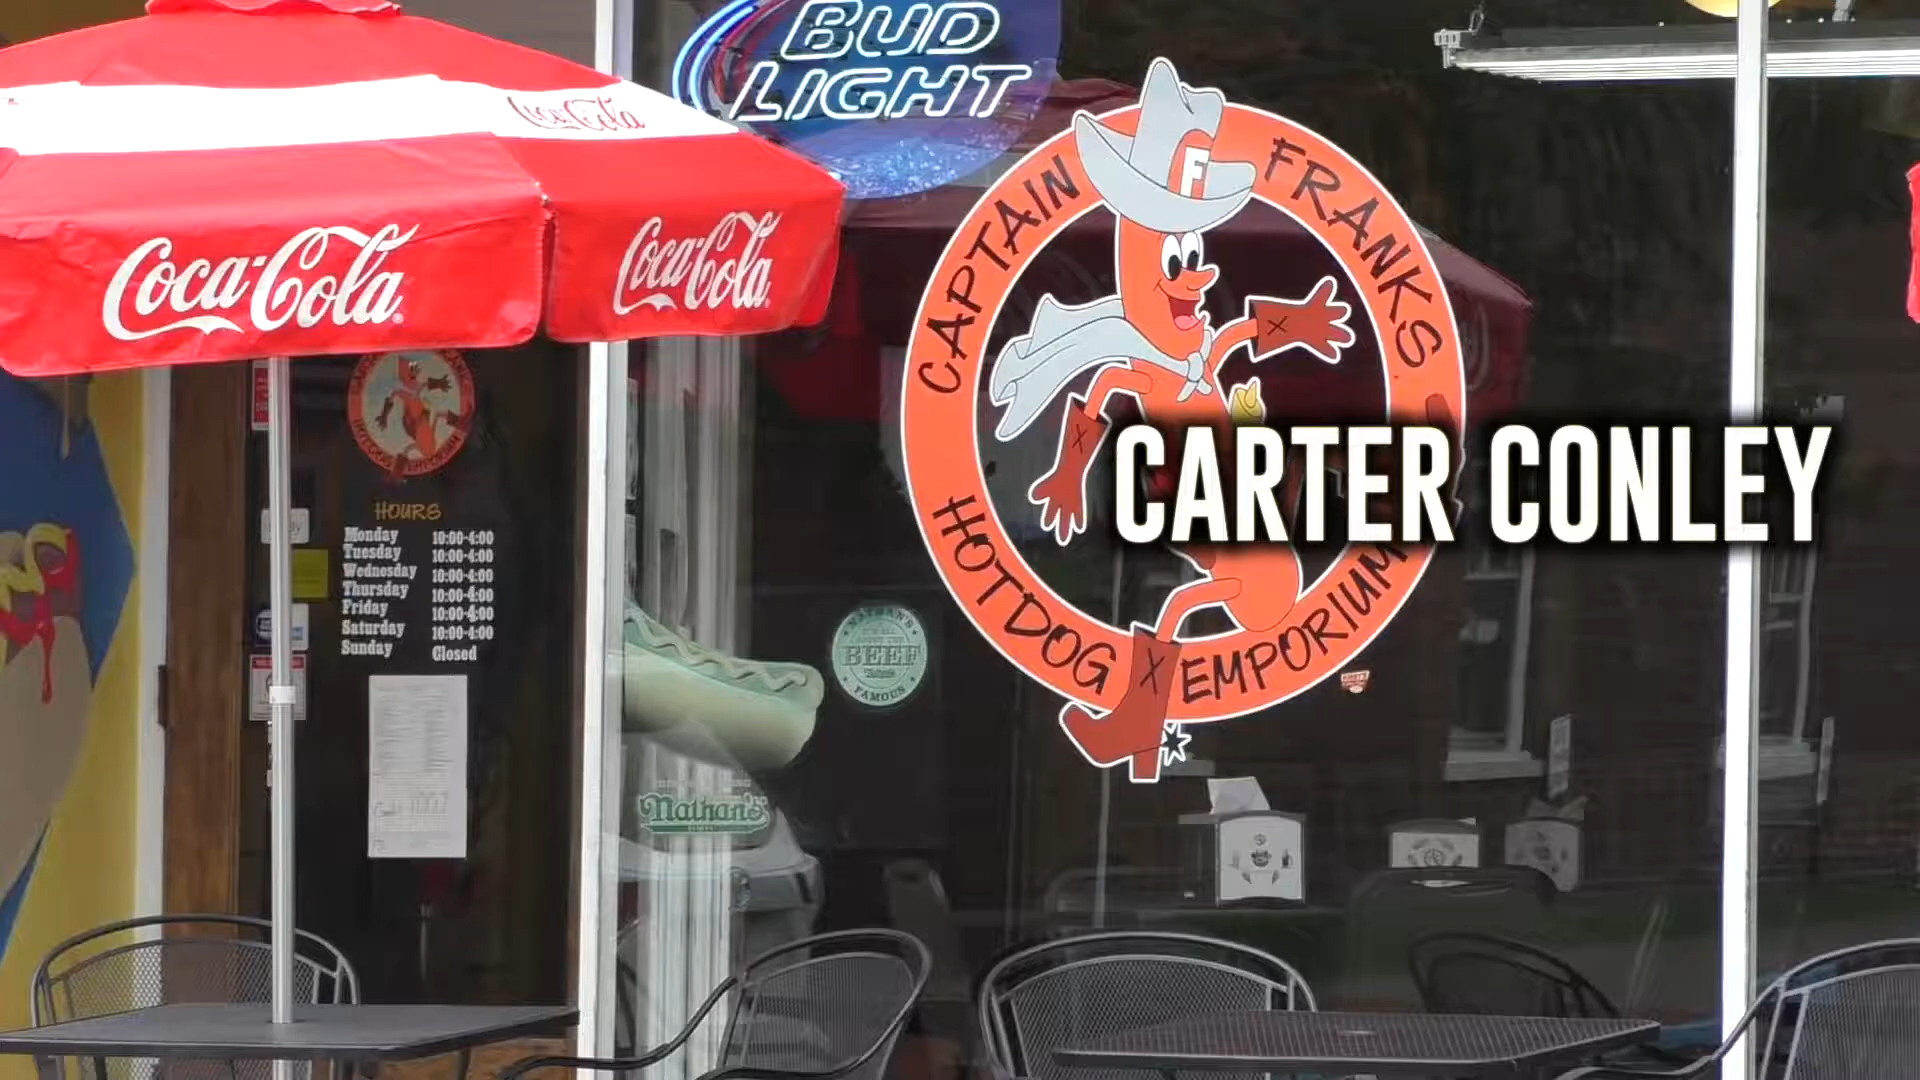 BUD
LIGHT
Coca-Cola
Coca-Cola
Coca-Cola
F
CAPTAIN FRANKS
HOTDOG EMPORIUM
CARTER CONLEY
HOURS
Monday 10:00-4:00
Tuesday 10:00-4:00
Wednesday 10:00-4:00
Thursday 10:00-4:00
Friday 10:00-4:00
Saturday 10:00-4:00
Sunday Closed
NATHAN'S
BEEF
FAMOUS
Nathan's